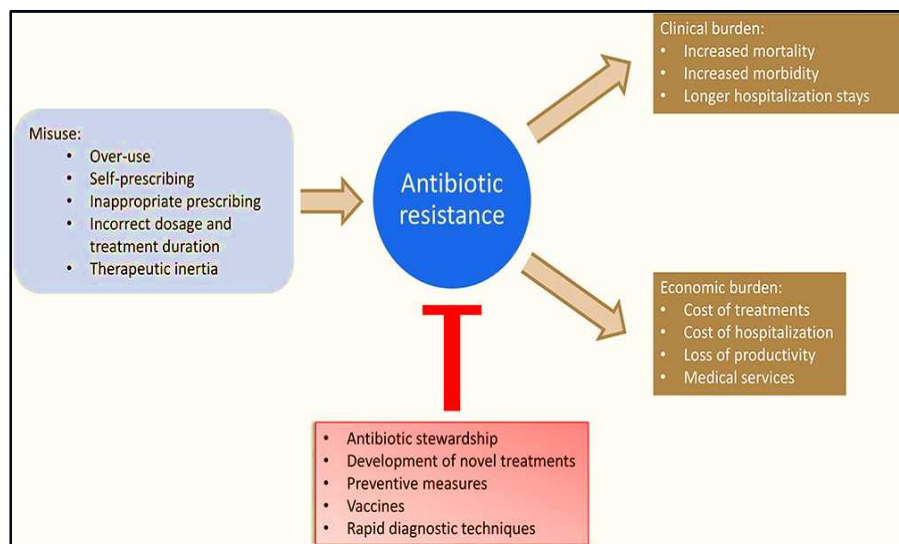 Misuse:
• Over-use
• Self-prescribing
• Inappropriate prescribing
• Incorrect dosage and
treatment duration
• Therapeutic inertia
Antibiotic
resistance
Clinical burden:
• Increased mortality
• Increased morbidity
• Longer hospitalization stays
Economic burden:
• Cost of treatments
• Cost of hospitalization
• Loss of productivity
• Medical services
• Antibiotic stewardship
• Development of novel treatments
• Preventive measures
• Vaccines
• Rapid diagnostic techniques